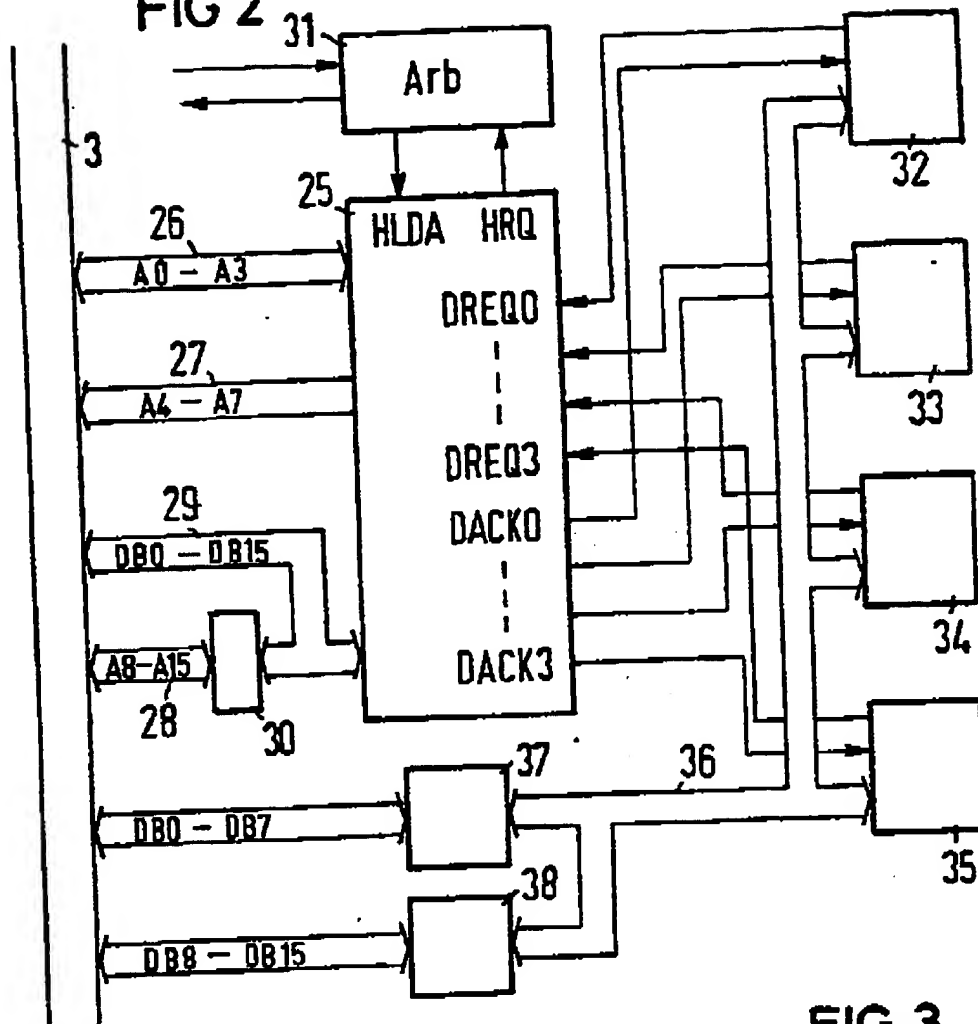 FIG 2
31
Arb
3
32
25
HLDA HRQ
26
A0 - A3
DREQ0
27
A4 - A7
33
DREQ3
29
DB0 - DB15
DACK0
A8-A15
28
30
DACK3
34
37
36
DB0 - DB7
35
38
DB8 - DB15
FIG 3